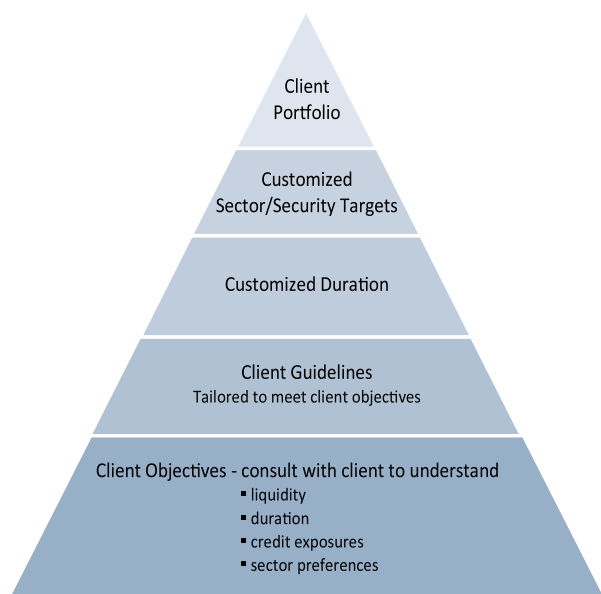 Client
Portfolio
Customized
Sector/Security Targets
Customized Duration
Client Guidelines
Tailored to meet client objectives
Client Objectives - consult with client to understand
▪ liquidity
▪ duration
▪ credit exposures
▪ sector preferences